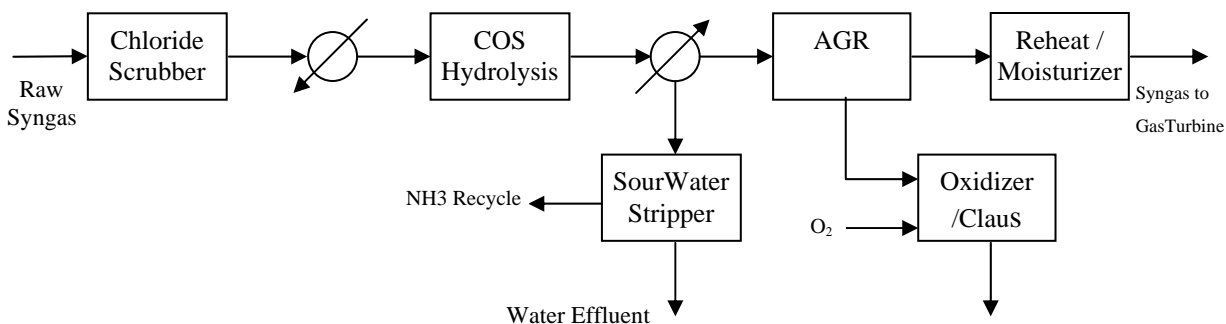 Chloride
Scrubber
COS
Hydrolysis
AGR
Reheat /
Moisturizer
Raw
Syngas
Syngas to
GasTurbine
NH3 Recycle
SourWater
Stripper
O₂
Oxidizer
/Claus
Water Effluent